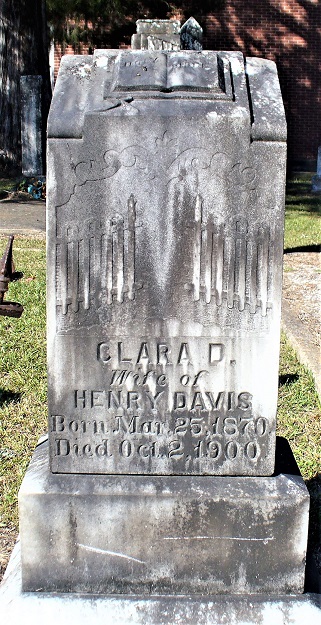 CLARA D.
Wife of
HENRY DAVIS
Born Mar. 25. 1870.
Died Oct. 2. 1900.